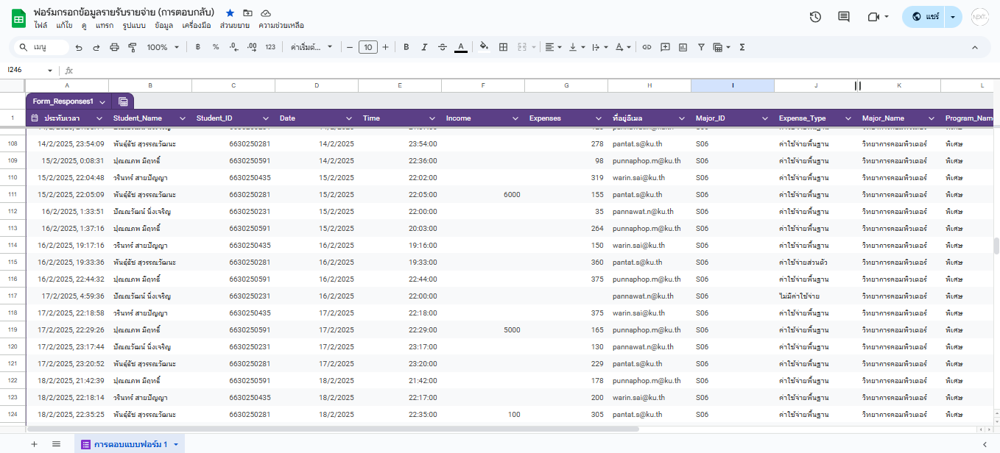 ฟอร์มกรอกข้อมูลรายรับรายจ่าย (การตอบกลับ)
ไฟล์ แก้ไข ดู แทรก รูปแบบ ข้อมูล เครื่องมือ ส่วนขยาย ความช่วยเหลือ
แชร์
NEXT
เมนู 100% ฿ % .0 .00 123 ค่าเริ่มต้... 10 B I A
I246 fx
A B C D E F G H I J K L
Form_Responses1
1 ประทับเวลา Student_Name Student_ID Date Time Income Expenses ที่อยู่อีเมล Major_ID Expense_Type Major_Name Program_Name
108 14/2/2025, 23:54:09 พันธุ์ธัช สุวรรณวัฒนะ 6630250281 14/2/2025 23:54:00 278 pantat.s@ku.th S06 ค่าใช้จ่ายพื้นฐาน วิทยาการคอมพิวเตอร์ พิเศษ
109 15/2/2025, 0:08:31 ปุณณภพ มีฤทธิ์ 6630250591 14/2/2025 22:36:00 98 punnaphop.m@ku.th S06 ค่าใช้จ่ายพื้นฐาน วิทยาการคอมพิวเตอร์ พิเศษ
110 15/2/2025, 22:04:48 วรินทร์ สายปัญญา 6630250435 15/2/2025 22:02:00 319 warin.sai@ku.th S06 ค่าใช้จ่ายพื้นฐาน วิทยาการคอมพิวเตอร์ พิเศษ
111 15/2/2025, 22:05:09 พันธุ์ธัช สุวรรณวัฒนะ 6630250281 15/2/2025 22:05:00 6000 155 pantat.s@ku.th S06 ค่าใช้จ่ายพื้นฐาน วิทยาการคอมพิวเตอร์ พิเศษ
112 16/2/2025, 1:33:51 ปัณณวัฒน์ นิ่งเจริญ 6630250231 15/2/2025 22:00:00 35 pannawat.n@ku.th S06 ค่าใช้จ่ายพื้นฐาน วิทยาการคอมพิวเตอร์ พิเศษ
113 16/2/2025, 1:37:16 ปุณณภพ มีฤทธิ์ 6630250591 15/2/2025 20:03:00 264 punnaphop.m@ku.th S06 ค่าใช้จ่ายพื้นฐาน วิทยาการคอมพิวเตอร์ พิเศษ
114 16/2/2025, 19:17:16 วรินทร์ สายปัญญา 6630250435 16/2/2025 19:16:00 150 warin.sai@ku.th S06 ค่าใช้จ่ายพื้นฐาน วิทยาการคอมพิวเตอร์ พิเศษ
115 16/2/2025, 19:33:36 พันธุ์ธัช สุวรรณวัฒนะ 6630250281 16/2/2025 19:33:00 360 pantat.s@ku.th S06 ค่าใช้จ่ายส่วนตัว วิทยาการคอมพิวเตอร์ พิเศษ
116 16/2/2025, 22:44:32 ปุณณภพ มีฤทธิ์ 6630250591 16/2/2025 22:44:00 375 punnaphop.m@ku.th S06 ค่าใช้จ่ายพื้นฐาน วิทยาการคอมพิวเตอร์ พิเศษ
117 17/2/2025, 4:59:36 ปัณณวัฒน์ นิ่งเจริญ 6630250231 16/2/2025 22:00:00 pannawat.n@ku.th S06 ไม่มีค่าใช้จ่าย วิทยาการคอมพิวเตอร์ พิเศษ
118 17/2/2025, 22:18:58 วรินทร์ สายปัญญา 6630250435 17/2/2025 22:18:00 375 warin.sai@ku.th S06 ค่าใช้จ่ายพื้นฐาน วิทยาการคอมพิวเตอร์ พิเศษ
119 17/2/2025, 22:29:26 ปุณณภพ มีฤทธิ์ 6630250591 17/2/2025 22:29:00 5000 165 punnaphop.m@ku.th S06 ค่าใช้จ่ายพื้นฐาน วิทยาการคอมพิวเตอร์ พิเศษ
120 17/2/2025, 23:17:44 ปัณณวัฒน์ นิ่งเจริญ 6630250231 17/2/2025 23:17:00 130 pannawat.n@ku.th S06 ค่าใช้จ่ายพื้นฐาน วิทยาการคอมพิวเตอร์ พิเศษ
121 17/2/2025, 23:20:52 พันธุ์ธัช สุวรรณวัฒนะ 6630250281 17/2/2025 23:20:00 229 pantat.s@ku.th S06 ค่าใช้จ่ายพื้นฐาน วิทยาการคอมพิวเตอร์ พิเศษ
122 18/2/2025, 21:42:39 ปุณณภพ มีฤทธิ์ 6630250591 18/2/2025 21:42:00 178 punnaphop.m@ku.th S06 ค่าใช้จ่ายพื้นฐาน วิทยาการคอมพิวเตอร์ พิเศษ
123 18/2/2025, 22:18:14 วรินทร์ สายปัญญา 6630250435 18/2/2025 22:17:00 200 warin.sai@ku.th S06 ค่าใช้จ่ายพื้นฐาน วิทยาการคอมพิวเตอร์ พิเศษ
124 18/2/2025, 22:35:25 พันธุ์ธัช สุวรรณวัฒนะ 6630250281 18/2/2025 22:35:00 100 305 pantat.s@ku.th S06 ค่าใช้จ่ายพื้นฐาน วิทยาการคอมพิวเตอร์ พิเศษ
การตอบแบบฟอร์ม 1